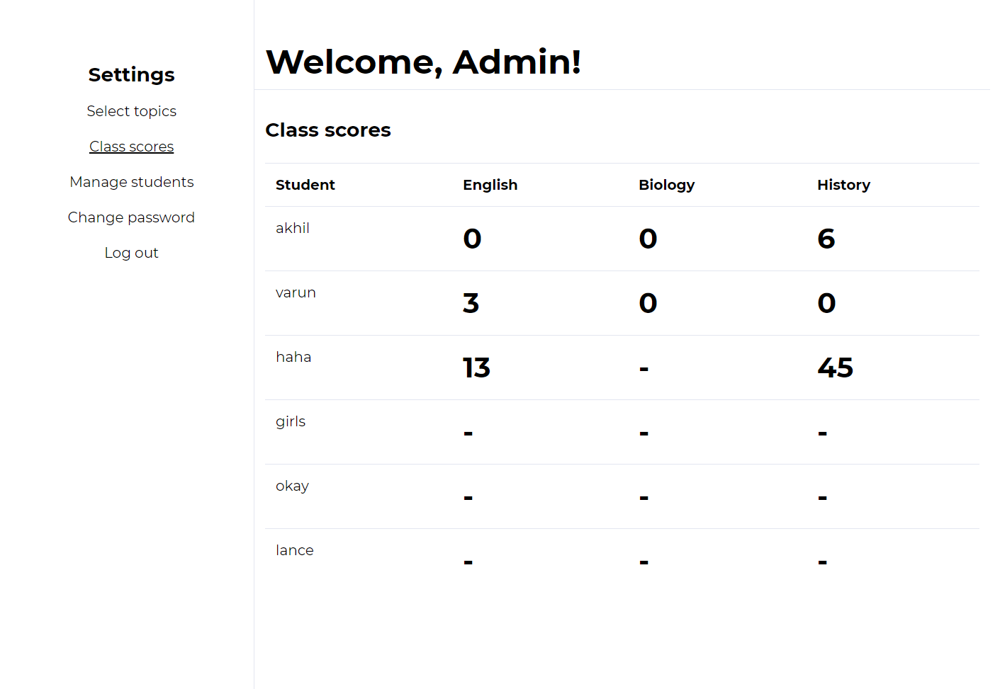 Settings
Select topics
Class scores
Manage students
Change password
Log out
Welcome, Admin!
Class scores
Student English Biology History
akhil 0 0 6
varun 3 0 0
haha 13 - 45
girls - - -
okay - - -
lance - - -